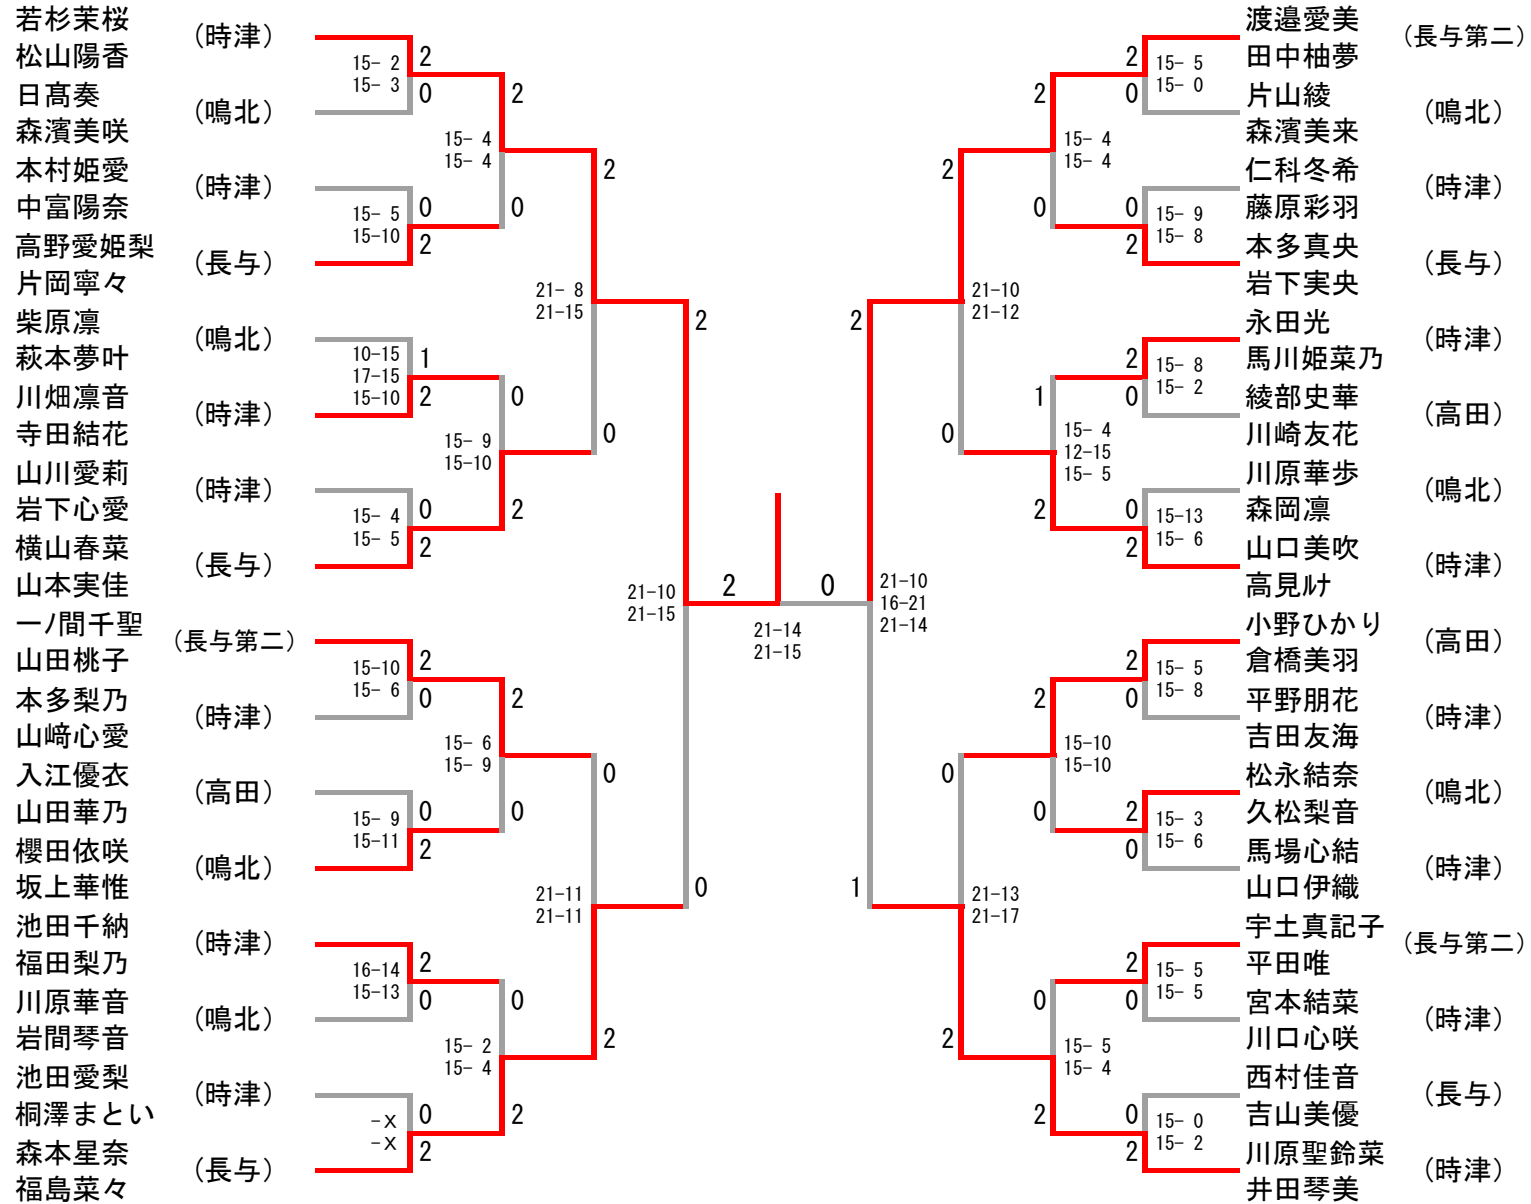 若杉茉桜
松山陽香
(時津)
日髙奏
森濱美咲
(鳴北)
本村姫愛
中富陽奈
(時津)
高野愛姫梨
片岡寧々
(長与)
柴原凛
萩本夢叶
(鳴北)
川畑凛音
寺田結花
(時津)
山川愛莉
岩下心愛
(時津)
横山春菜
山本実佳
(長与)
一ノ間千聖
山田桃子
(長与第二)
本多梨乃
山﨑心愛
(時津)
入江優衣
山田華乃
(高田)
櫻田依咲
坂上華惟
(鳴北)
池田千納
福田梨乃
(時津)
川原華音
岩間琴音
(鳴北)
池田愛梨
桐澤まとい
(時津)
森本星奈
福島菜々
(長与)
2
15- 2
15- 3
0
0
15- 5
15-10
2
1
10-15
17-15
15-10
2
0
15- 4
15- 5
2
2
15-10
15- 6
0
0
15- 9
15-11
2
2
16-14
15-13
0
0
-X
-X
2
2
15- 4
15- 4
0
0
15- 9
15-10
2
2
15- 6
15- 9
0
0
15- 2
15- 4
2
2
21- 8
21-15
0
0
21-11
21-11
2
2
21-10
21-15
0
2
0
21-14
21-15
2
21-10
16-21
21-14
1
2
21-10
21-12
0
0
21-13
21-17
2
2
15- 4
15- 4
0
1
15- 4
12-15
15- 5
2
2
15-10
15-10
0
0
15- 5
15- 4
2
2
15- 5
15- 0
0
0
15- 9
15- 8
2
2
15- 8
15- 2
0
0
15-13
15- 6
2
2
15- 5
15- 8
0
2
15- 3
15- 6
0
2
15- 5
15- 5
0
0
15- 0
15- 2
2
渡邉愛美
田中柚夢
(長与第二)
片山綾
森濱美来
(鳴北)
仁科冬希
藤原彩羽
(時津)
本多真央
岩下実央
(長与)
永田光
馬川姫菜乃
(時津)
綾部史華
川崎友花
(高田)
川原華歩
森岡凛
(鳴北)
山口美吹
高見ﾙﾅ
(時津)
小野ひかり
倉橋美羽
(高田)
平野朋花
吉田友海
(時津)
松永結奈
久松梨音
(鳴北)
馬場心結
山口伊織
(時津)
宇土真記子
平田唯
(長与第二)
宮本結菜
川口心咲
(時津)
西村佳音
吉山美優
(長与)
川原聖鈴菜
井田琴美
(時津)